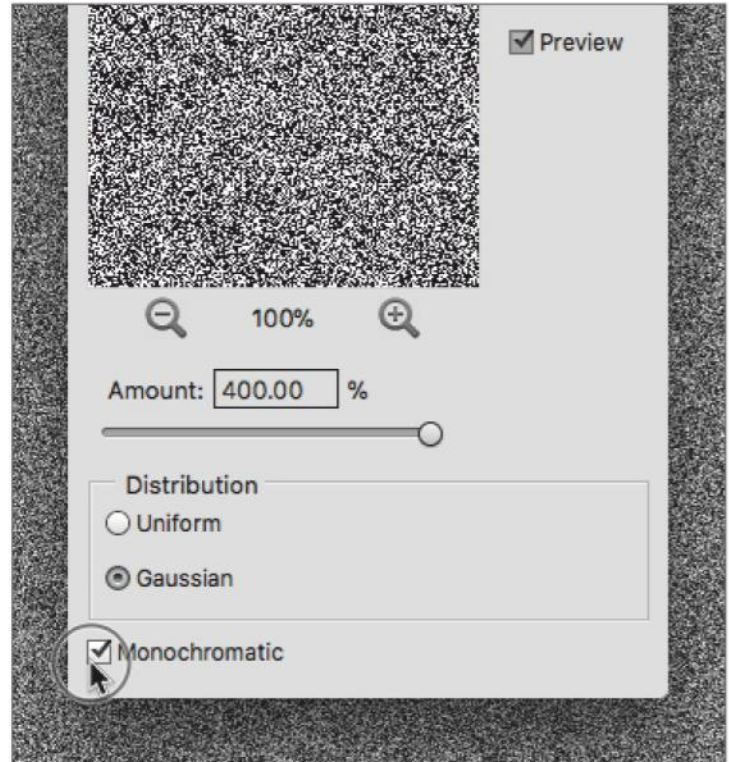 Preview
100%
Amount: 400.00 %
Distribution
Uniform
Gaussian
Monochromatic